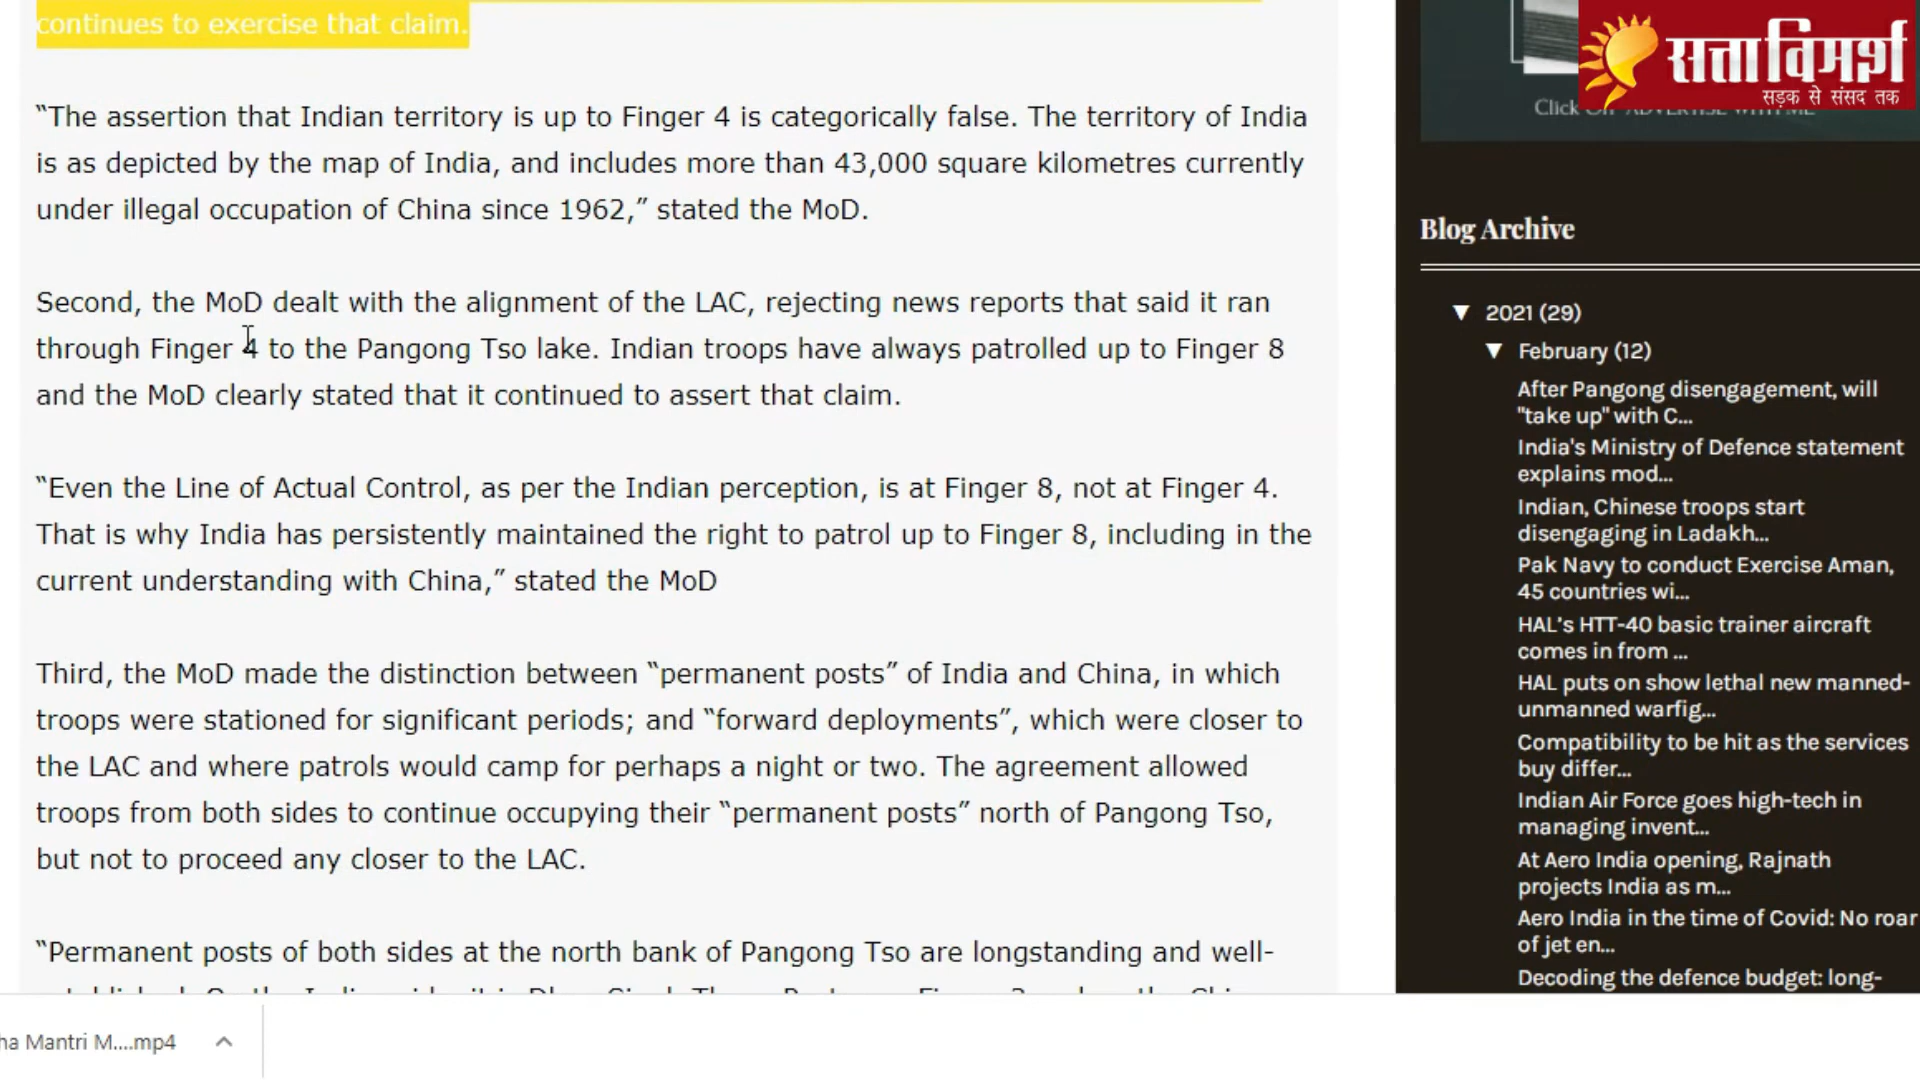 continues to exercise that claim.
“The assertion that Indian territory is up to Finger 4 is categorically false. The territory of India
is as depicted by the map of India, and includes more than 43,000 square kilometres currently
under illegal occupation of China since 1962,” stated the MoD.
Second, the MoD dealt with the alignment of the LAC, rejecting news reports that said it ran
through Finger 4 to the Pangong Tso lake. Indian troops have always patrolled up to Finger 8
and the MoD clearly stated that it continued to assert that claim.
“Even the Line of Actual Control, as per the Indian perception, is at Finger 8, not at Finger 4.
That is why India has persistently maintained the right to patrol up to Finger 8, including in the
current understanding with China,” stated the MoD
Third, the MoD made the distinction between “permanent posts” of India and China, in which
troops were stationed for significant periods; and “forward deployments”, which were closer to
the LAC and where patrols would camp for perhaps a night or two. The agreement allowed
troops from both sides to continue occupying their “permanent posts” north of Pangong Tso,
but not to proceed any closer to the LAC.
“Permanent posts of both sides at the north bank of Pangong Tso are longstanding and well-
सत्ता विमर्श
सड़क से संसद तक
Click
Blog Archive
▼ 2021 (29)
▼ February (12)
After Pangong disengagement, will
"take up" with C...
India's Ministry of Defence statement
explains mod...
Indian, Chinese troops start
disengaging in Ladakh...
Pak Navy to conduct Exercise Aman,
45 countries wi...
HAL’s HTT-40 basic trainer aircraft
comes in from ...
HAL puts on show lethal new manned-
unmanned warfig...
Compatibility to be hit as the services
buy differ...
Indian Air Force goes high-tech in
managing invent...
At Aero India opening, Rajnath
projects India as m...
Aero India in the time of Covid: No roar
of jet en...
Decoding the defence budget: long-
ha Mantri M....mp4